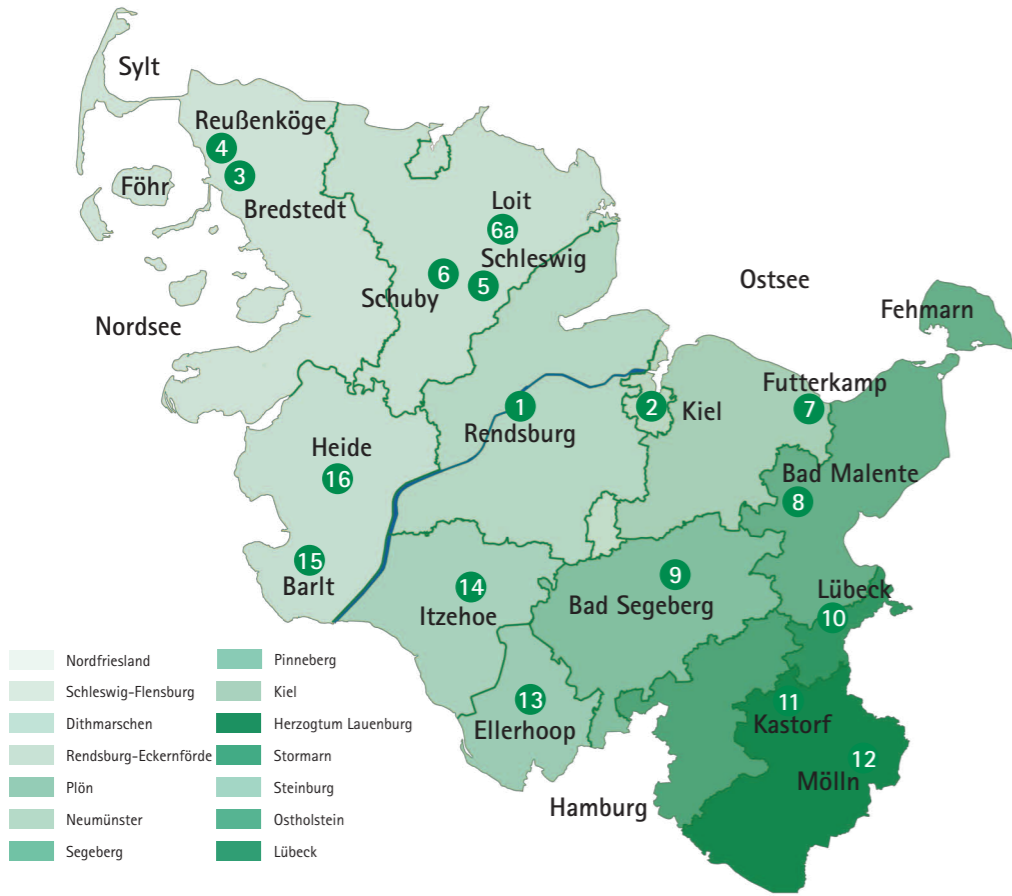 Sylt
Reußenköge
4
3
Föhr
Bredstedt
Loit
6a
Schleswig
6
5
Schuby
Ostsee
Nordsee
Fehmarn
Futterkamp
7
1
2
Kiel
Rendsburg
Heide
16
Bad Malente
8
15
Barlt
14
Itzehoe
9
Bad Segeberg
Lübeck
10
13
Ellerhoop
11
Kastorf
12
Mölln
Hamburg
Nordfriesland
Schleswig-Flensburg
Dithmarschen
Rendsburg-Eckernförde
Plön
Neumünster
Segeberg
Pinneberg
Kiel
Herzogtum Lauenburg
Stormarn
Steinburg
Ostholstein
Lübeck